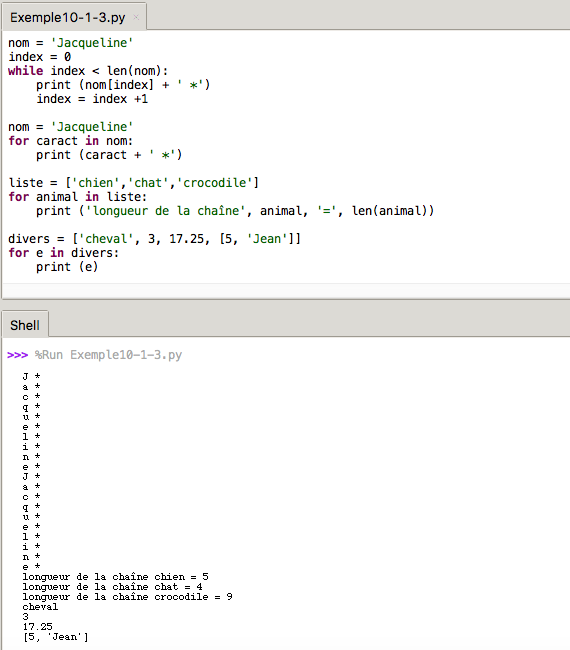 Exemple10-1-3.py ×
nom = 'Jacqueline'
index = 0
while index < len(nom):
    print (nom[index] + ' *')
    index = index +1
nom = 'Jacqueline'
for caract in nom:
    print (caract + ' *')
liste = ['chien','chat','crocodile']
for animal in liste:
    print ('longueur de la chaîne', animal, '=', len(animal))
divers = ['cheval', 3, 17.25, [5, 'Jean']]
for e in divers:
    print (e)
Shell
>>> %Run Exemple10-1-3.py
J *
a *
c *
q *
u *
e *
l *
i *
n *
e *
J *
a *
c *
q *
u *
e *
l *
i *
n *
e *
longueur de la chaîne chien = 5
longueur de la chaîne chat = 4
longueur de la chaîne crocodile = 9
cheval
3
17.25
[5, 'Jean']